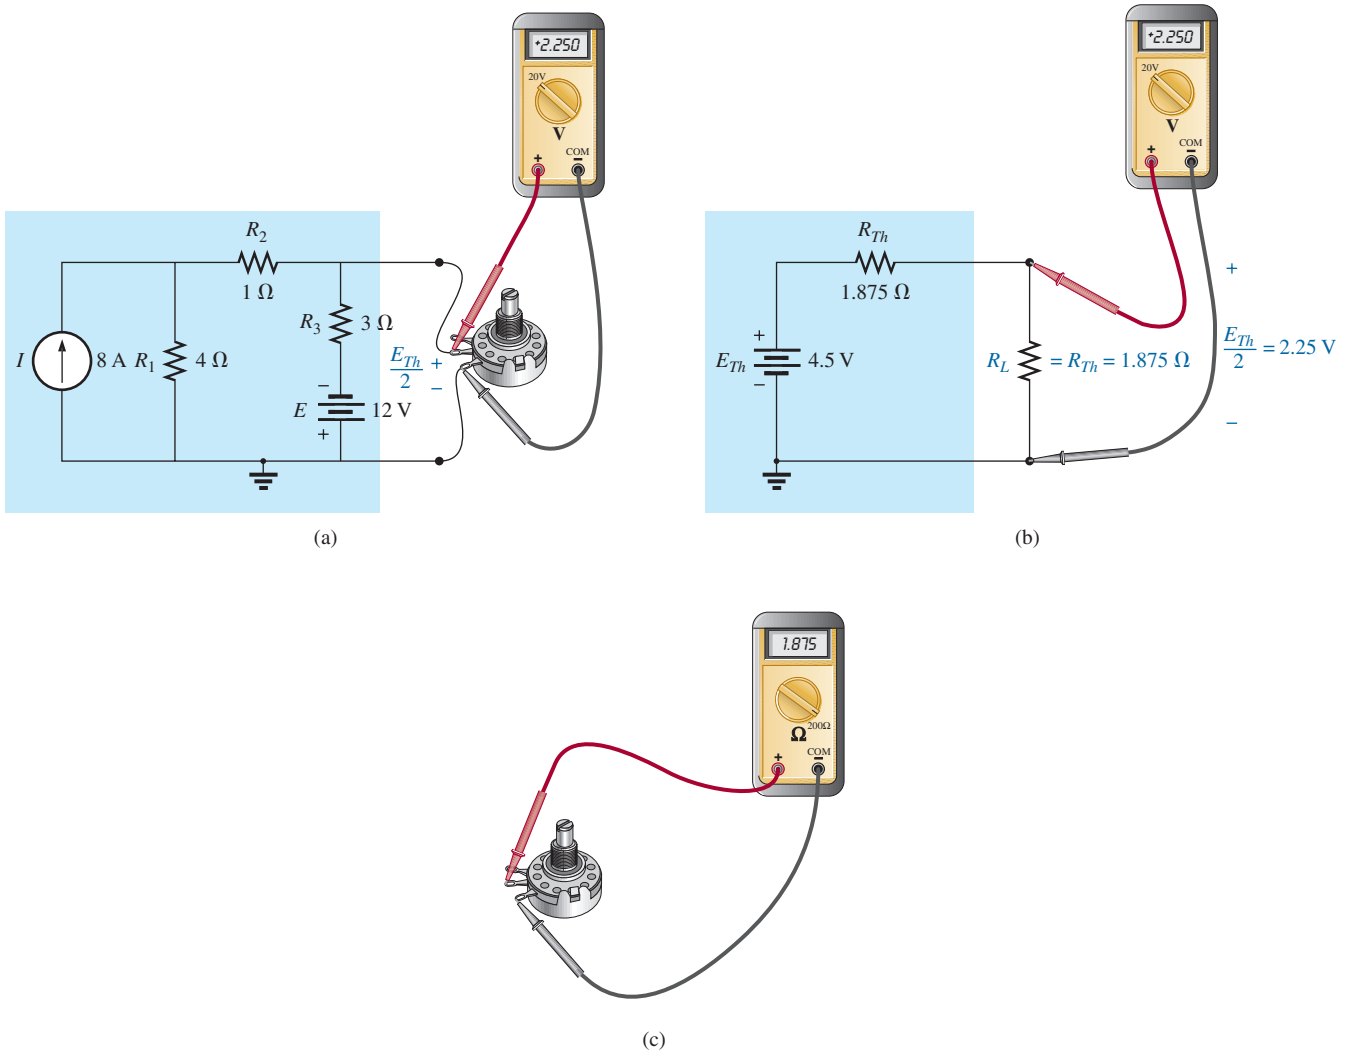 +2.250
20V
V
COM
+ −
R2
1 Ω
I
8 A
R1
4 Ω
R3
3 Ω
−
E
12 V
+
ETh/2
+
−
(a)
+2.250
20V
V
COM
+ −
RTh
1.875 Ω
+
ETh
4.5 V
−
RL = RTh = 1.875 Ω
+
ETh/2 = 2.25 V
−
(b)
1.875
200Ω
Ω
COM
+ −
(c)